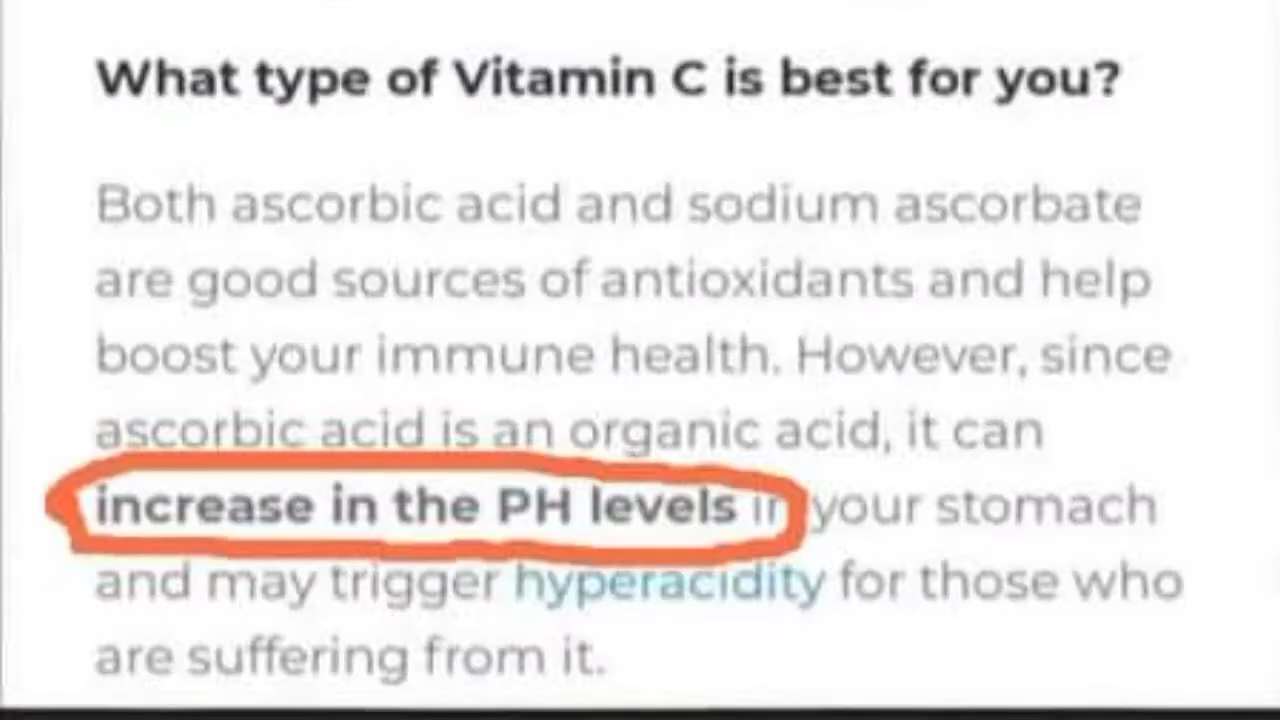 What type of Vitamin C is best for you?
Both ascorbic acid and sodium ascorbate
are good sources of antioxidants and help
boost your immune health. However, since
ascorbic acid is an organic acid, it can
increase in the PH levels in your stomach
and may trigger hyperacidity for those who
are suffering from it.